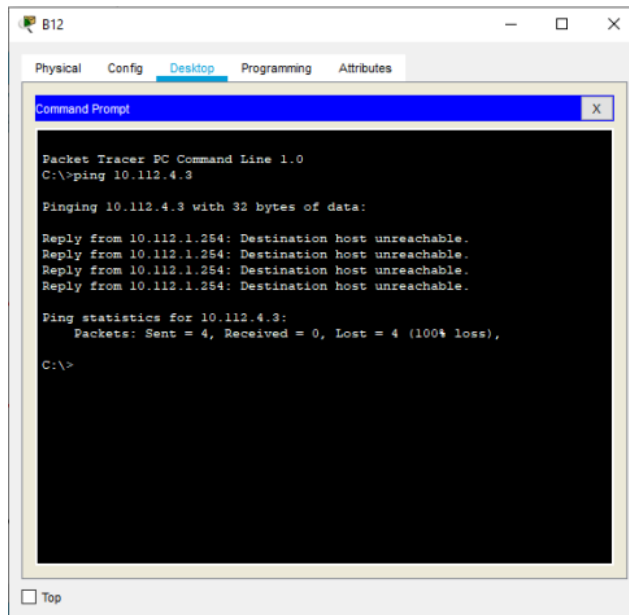 B12
Physical Config Desktop Programming Attributes
Command Prompt X
Packet Tracer PC Command Line 1.0
C:\>ping 10.112.4.3
Pinging 10.112.4.3 with 32 bytes of data:
Reply from 10.112.1.254: Destination host unreachable.
Reply from 10.112.1.254: Destination host unreachable.
Reply from 10.112.1.254: Destination host unreachable.
Reply from 10.112.1.254: Destination host unreachable.
Ping statistics for 10.112.4.3:
Packets: Sent = 4, Received = 0, Lost = 4 (100% loss),
C:\>
Top